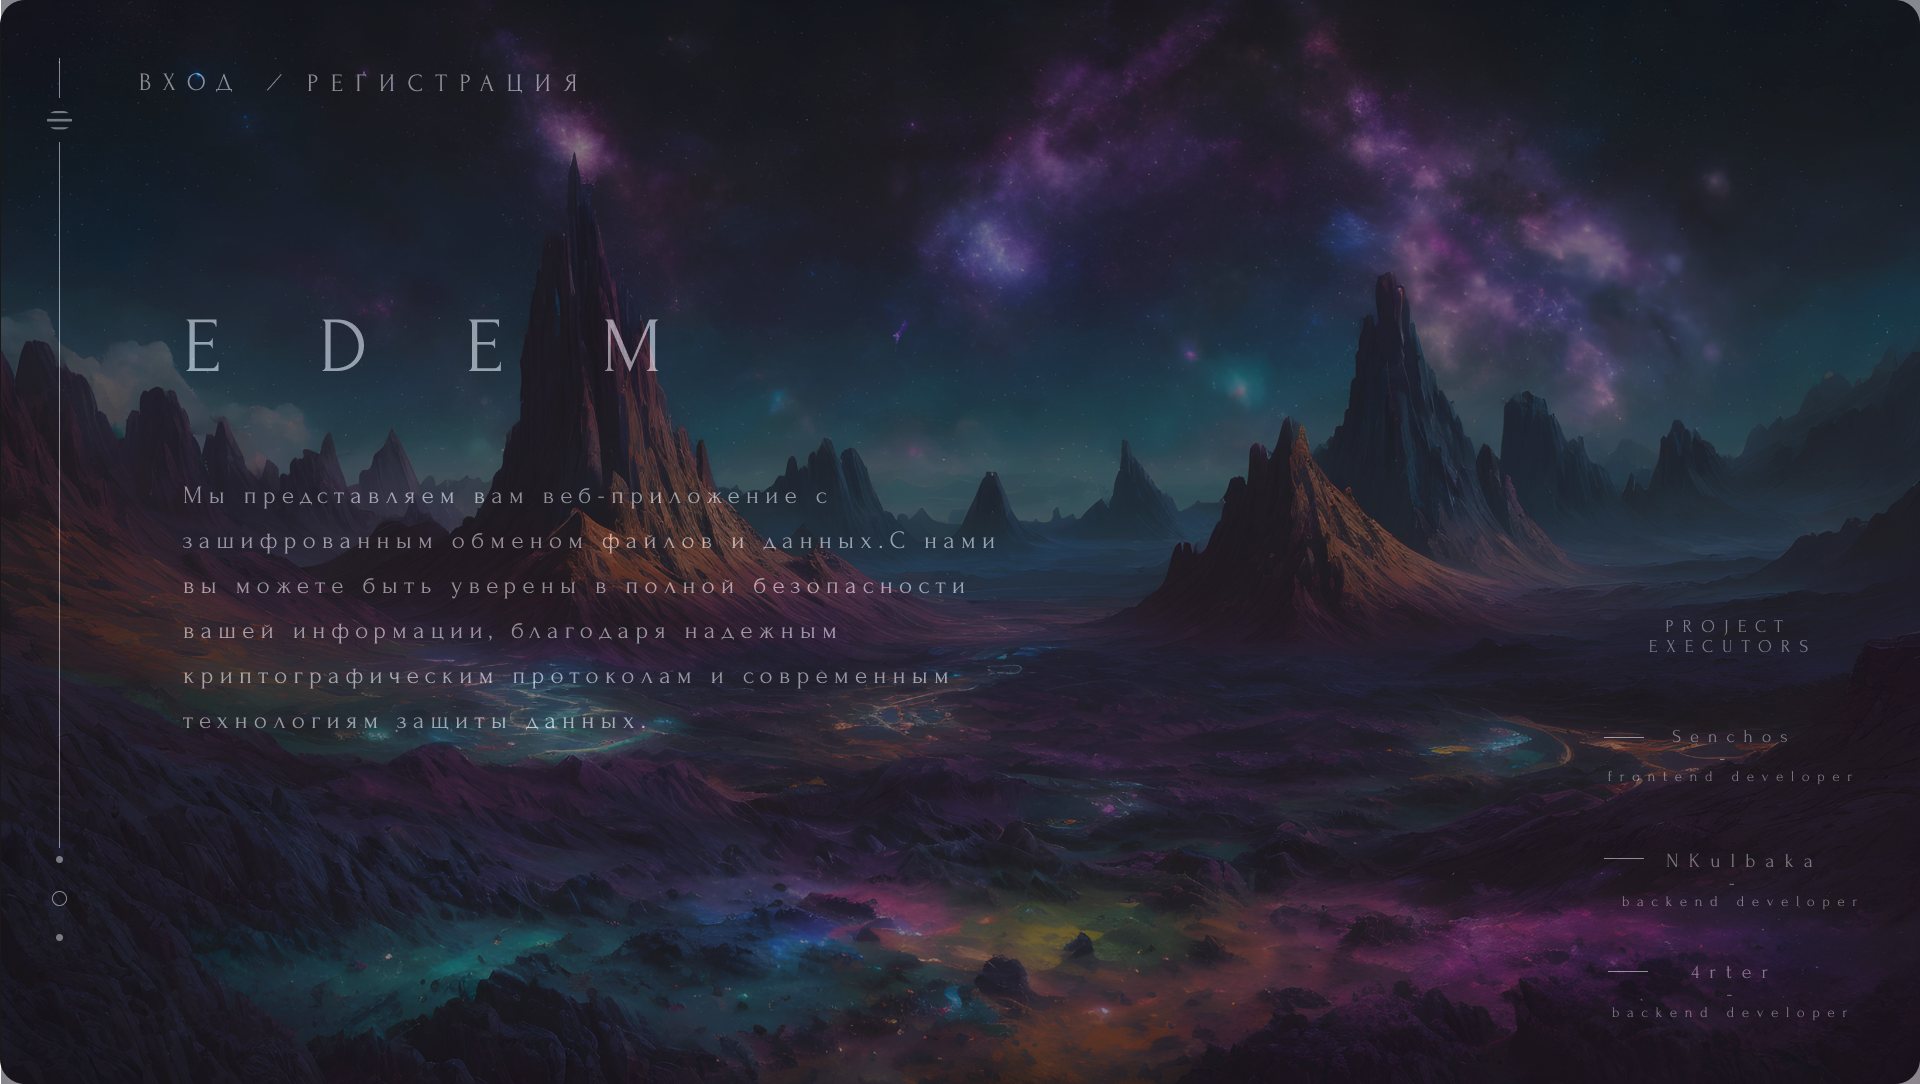 ВХОД / РЕГИСТРАЦИЯ
E D E M
Мы представляем вам веб-приложение с
зашифрованным обменом файлов и данных.С нами
вы можете быть уверены в полной безопасности
вашей информации, благодаря надежным
криптографическим протоколам и современным
технологиям защиты данных.
PROJECT
EXECUTORS
Senchos
-
frontend developer
NKulbaka
-
backend developer
4rter
-
backend developer